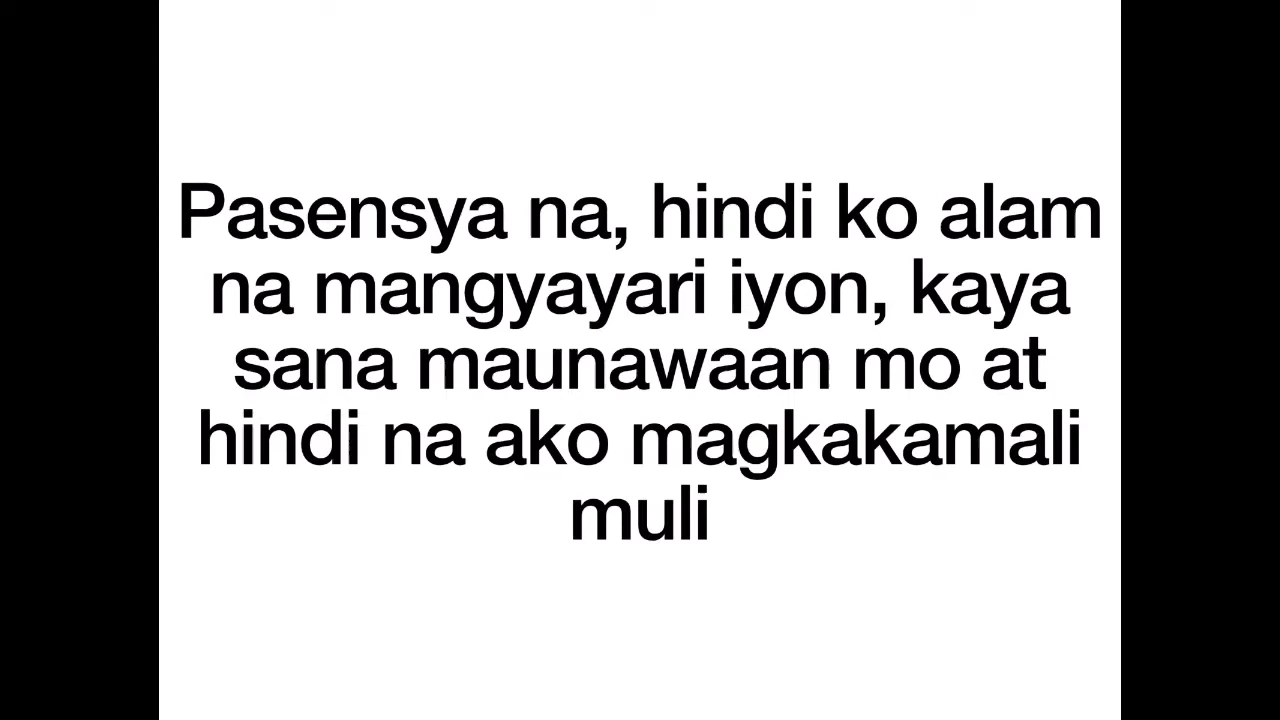 Pasensya na, hindi ko alam
na mangyayari iyon, kaya
sana maunawaan mo at
hindi na ako magkakamali
muli